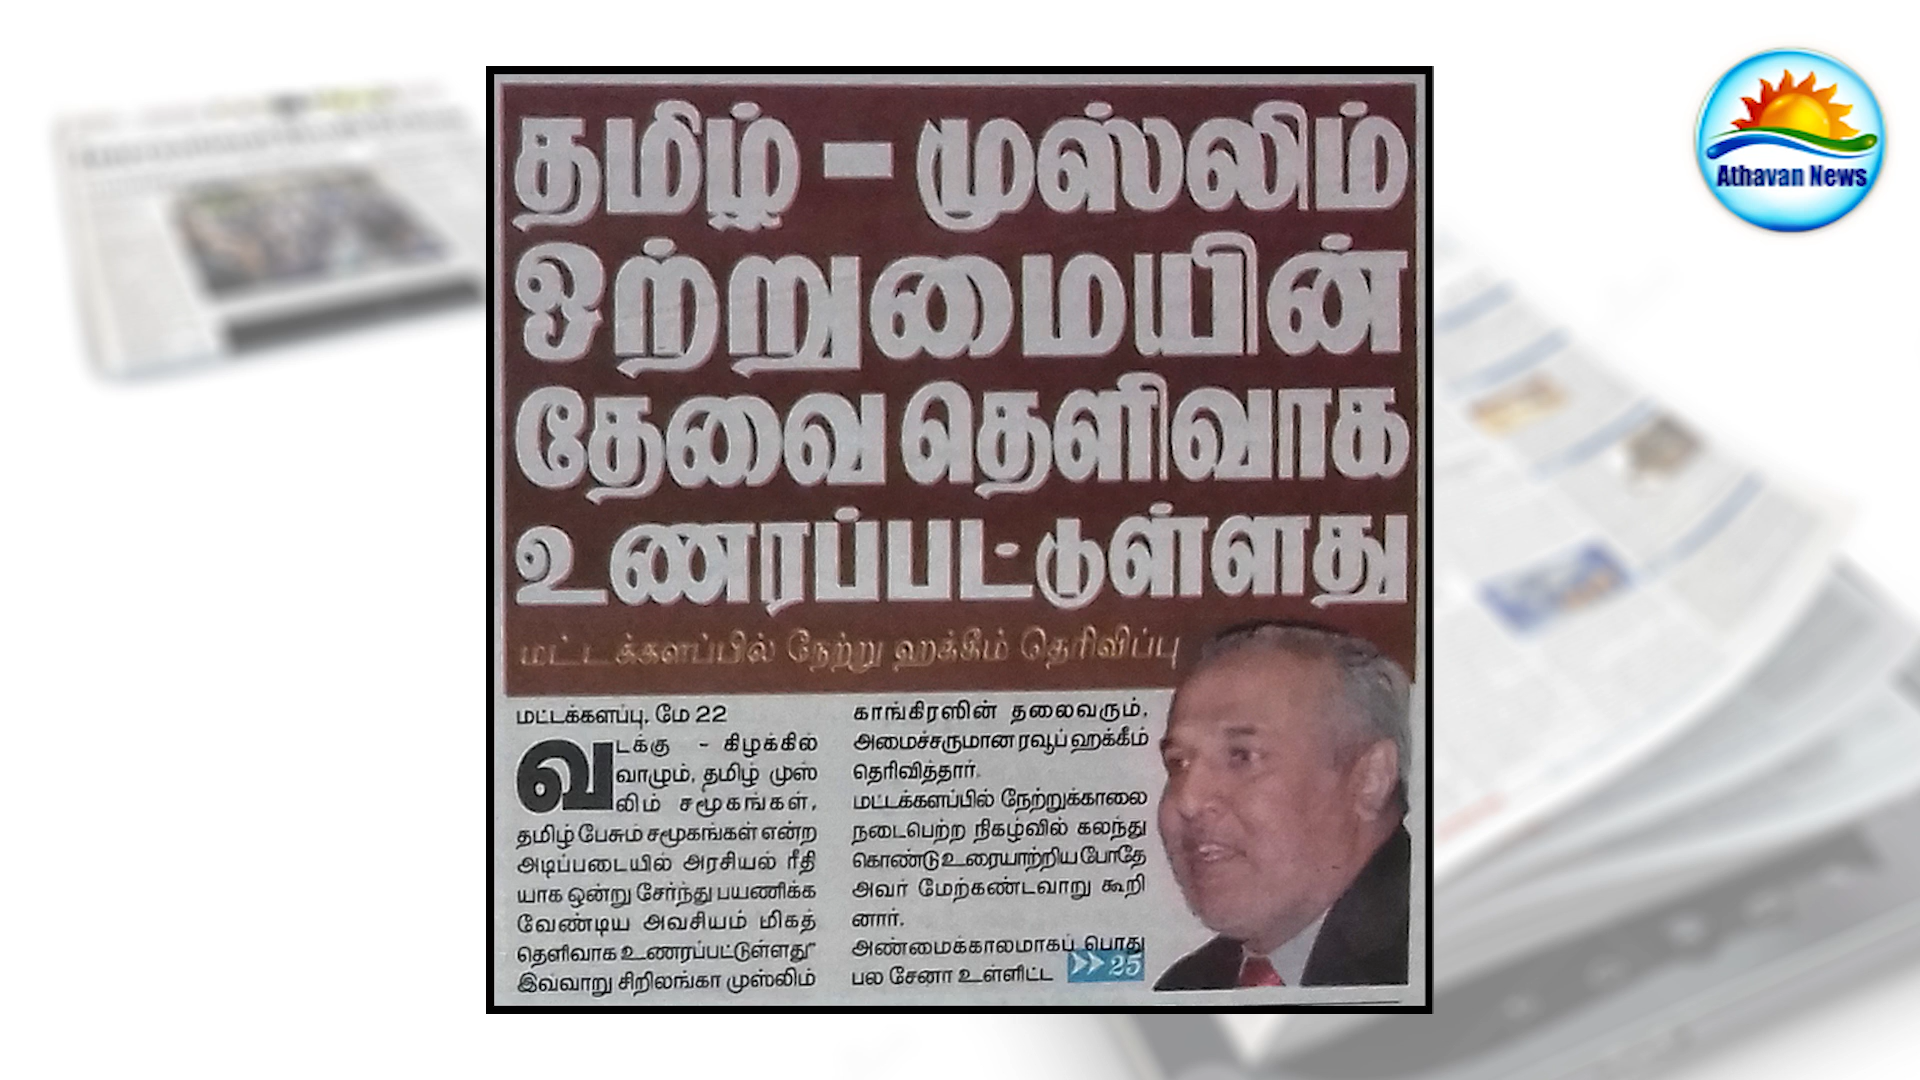 Athavan News
தமிழ் – முஸ்லிம்
ஒற்றுமையின்
தேவை தெளிவாக
உணரப்பட்டுள்ளது
மட்டக்களப்பில் நேற்று ஹக்கீம் தெரிவிப்பு
மட்டக்களப்பு, மே 22
வடக்கு - கிழக்கில்
வாழும், தமிழ் முஸ்
லிம் சமூகங்கள்,
தமிழ் பேசும் சமூகங்கள் என்ற
அடிப்படையில் அரசியல் ரீதி
யாக ஒன்று சேர்ந்து பயணிக்க
வேண்டிய அவசியம் மிகத்
தெளிவாக உணரப்பட்டுள்ளது"
இவ்வாறு சிறிலங்கா முஸ்லிம்
காங்கிரஸின் தலைவரும்,
அமைச்சருமான ரவூப் ஹக்கீம்
தெரிவித்தார்.
மட்டக்களப்பில் நேற்றுக்காலை
நடைபெற்ற நிகழ்வில் கலந்து
கொண்டு உரையாற்றிய போதே
அவர் மேற்கண்டவாறு கூறி
னார்.
அண்மைக்காலமாகப் பொது
பல சேனா உள்ளிட்ட >> 25